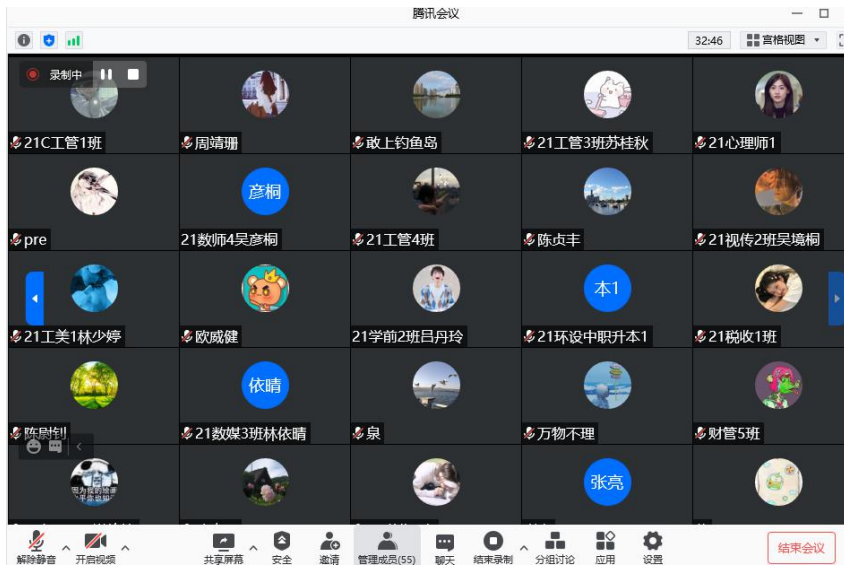 腾讯会议
32:46
宫格视图
录制中
21C工管1班
周靖珊
敢上钓鱼岛
21工管3班苏桂秋
21心理师1
pre
彦桐
21数师4吴彦桐
21工管4班
陈贞丰
21视传2班吴境桐
21工美1林少婷
欧威健
21学前2班吕丹玲
本1
21环设中职升本1
21税收1班
陈尉钊
依晴
21数媒3班林依晴
泉
万物不理
财管5班
张亮
解除静音
开启视频
共享屏幕
安全
邀请
管理成员(55)
聊天
结束录制
分组讨论
应用
设置
结束会议